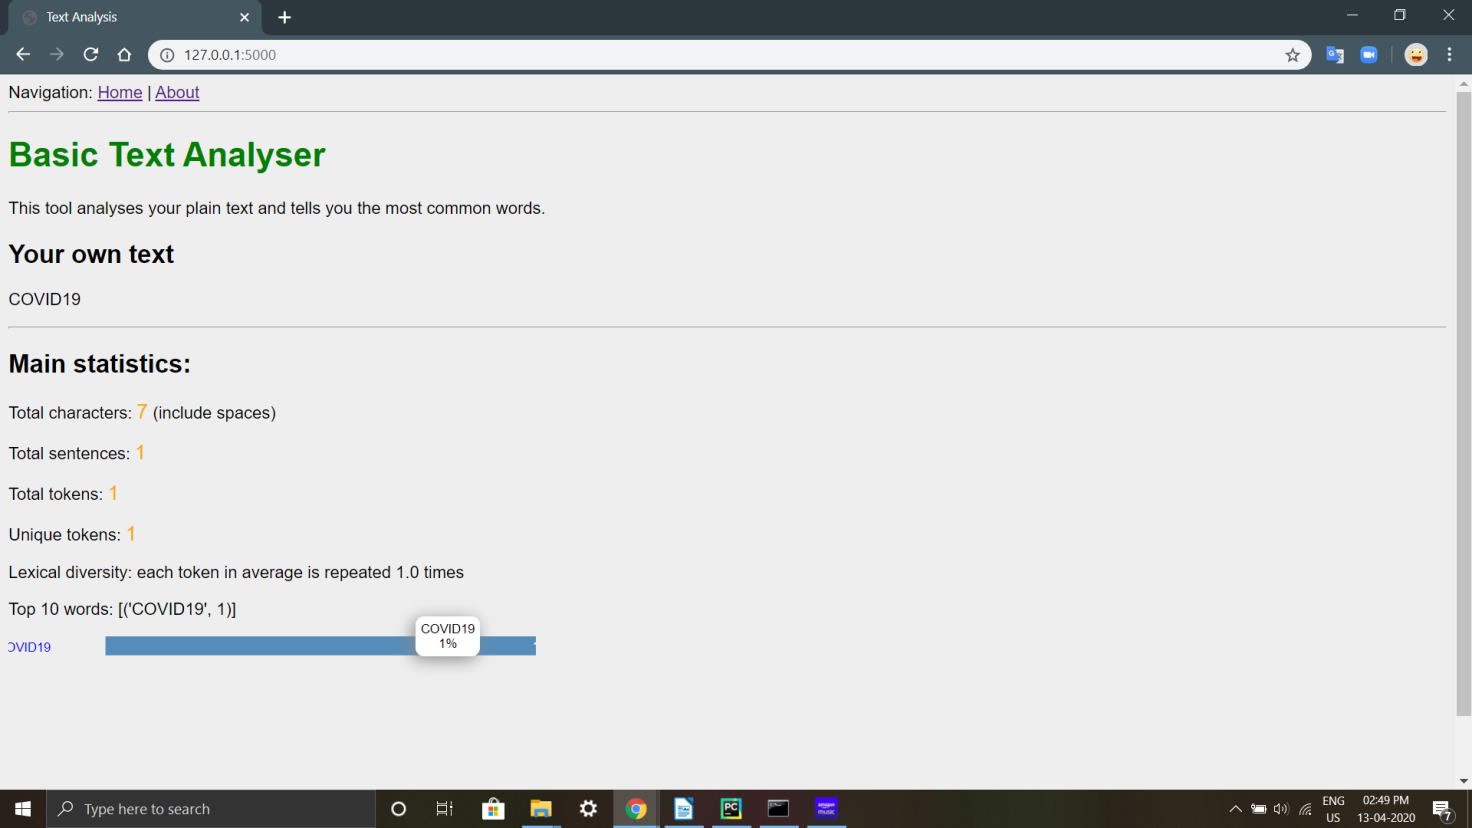 Text Analysis
127.0.0.1:5000
Navigation: Home | About
Basic Text Analyser
This tool analyses your plain text and tells you the most common words.
Your own text
COVID19
Main statistics:
Total characters: 7 (include spaces)
Total sentences: 1
Total tokens: 1
Unique tokens: 1
Lexical diversity: each token in average is repeated 1.0 times
Top 10 words: [('COVID19', 1)]
COVID19
1%
OVID19
Type here to search
PC
amazon music
ENG
US
02:49 PM
13-04-2020
7